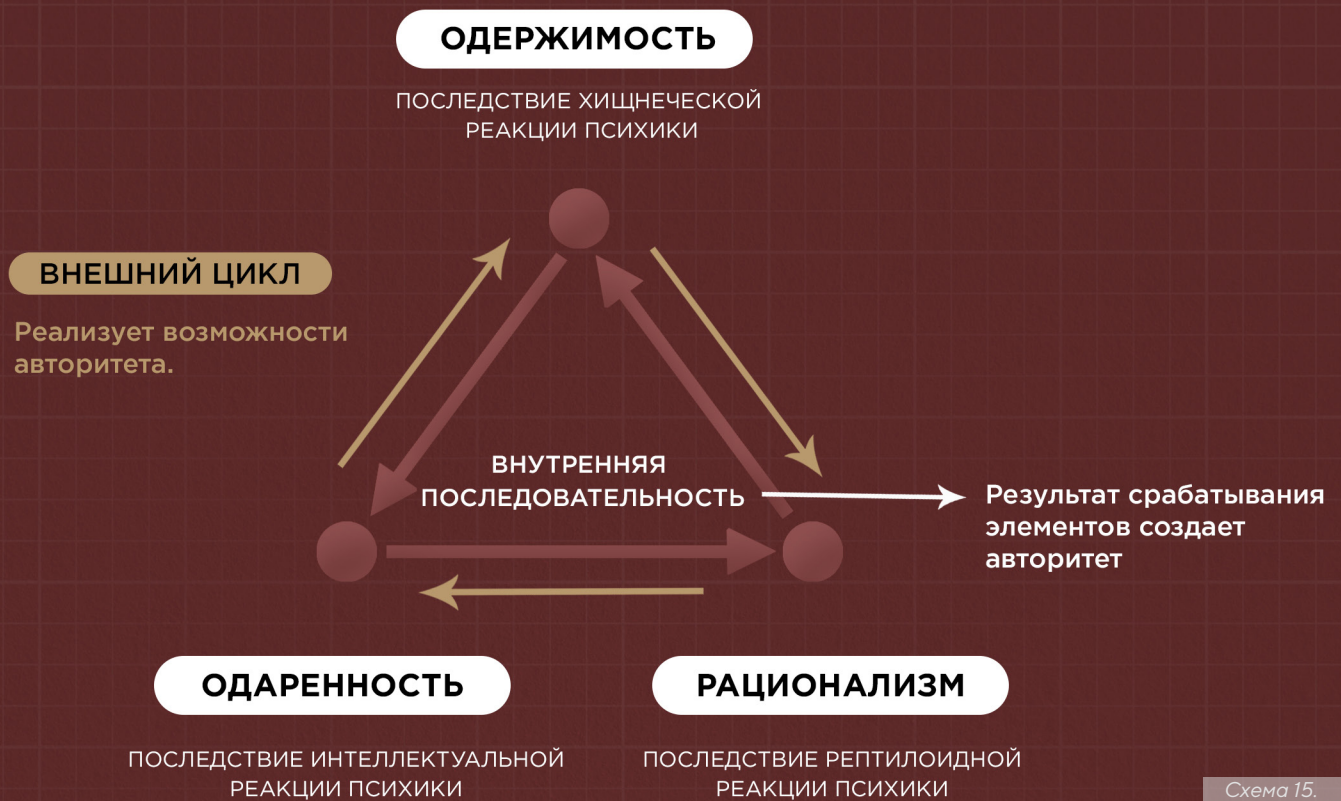 ОДЕРЖИМОСТЬ
ПОСЛЕДСТВИЕ ХИЩНЕЧЕСКОЙ
РЕАКЦИИ ПСИХИКИ
ВНЕШНИЙ ЦИКЛ
Реализует возможности
авторитета.
ВНУТРЕННЯЯ
ПОСЛЕДОВАТЕЛЬНОСТЬ
Результат срабатывания
элементов создает
авторитет
ОДАРЕННОСТЬ
ПОСЛЕДСТВИЕ ИНТЕЛЛЕКТУАЛЬНОЙ
РЕАКЦИИ ПСИХИКИ
РАЦИОНАЛИЗМ
ПОСЛЕДСТВИЕ РЕПТИЛОИДНОЙ
РЕАКЦИИ ПСИХИКИ
Схема 15.